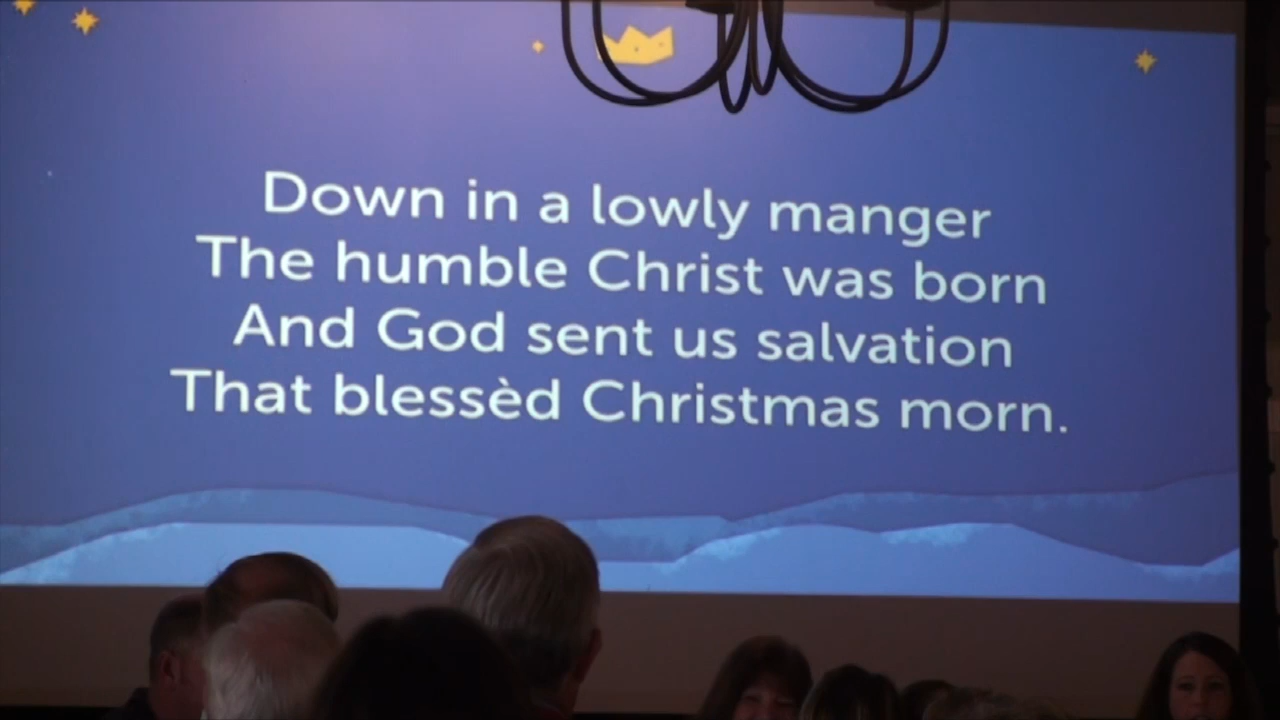 Down in a lowly manger
The humble Christ was born
And God sent us salvation
That blessèd Christmas morn.